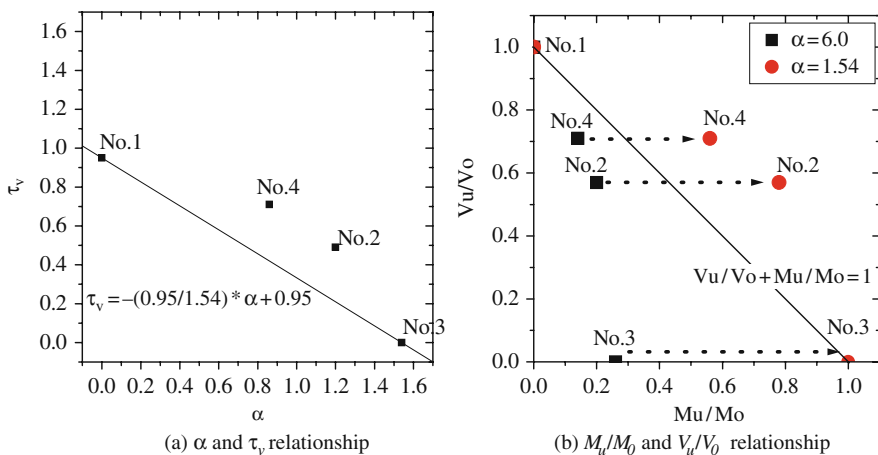 1.6
1.4
1.2
1.0
0.8
0.6
0.4
0.2
0.0
τv
No.1
No.4
No.2
No.3
τv=–(0.95/1.54)*α+0.95
0.0 0.2 0.4 0.6 0.8 1.0 1.2 1.4 1.6
α
(a) α and τv relationship
1.0
0.8
0.6
0.4
0.2
0.0
Vu/Vo
No.1
α=6.0
α=1.54
No.4 No.4
No.2 No.2
Vu/Vo+Mu/Mo=1
No.3 No.3
0.0 0.2 0.4 0.6 0.8 1.0
Mu/Mo
(b) Mu/M0 and Vu/V0 relationship